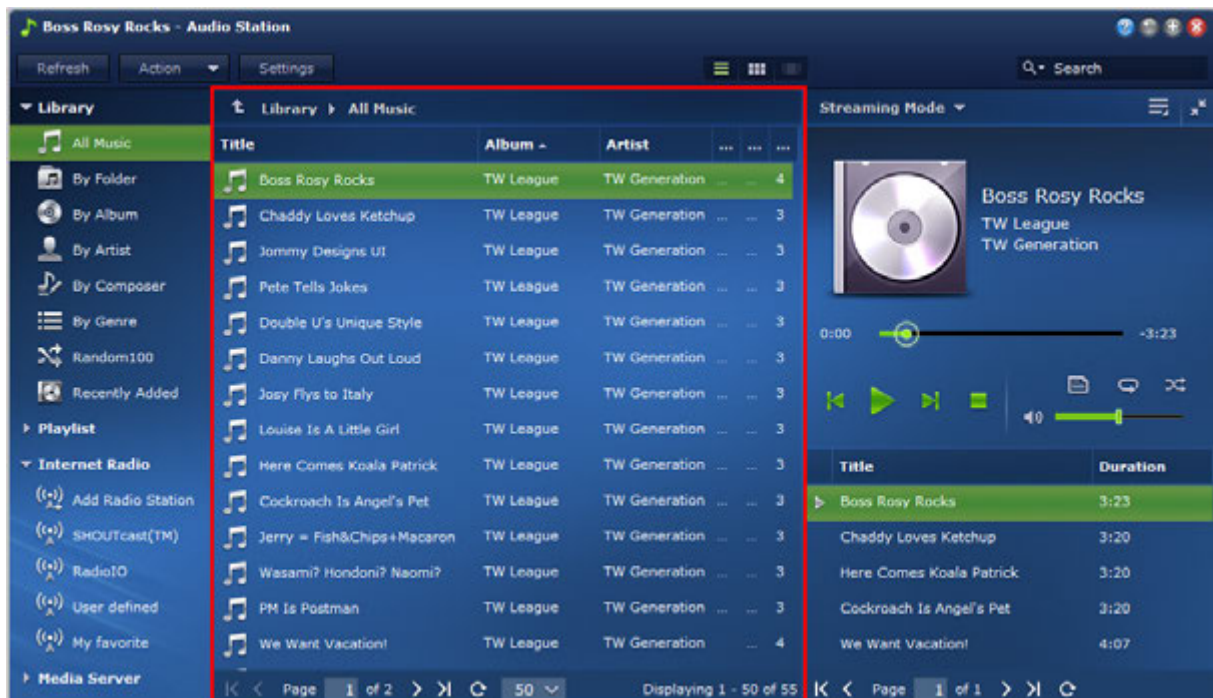 Boss Rosy Rocks - Audio Station
Refresh Action Settings Search
Library
All Music
By Folder
By Album
By Artist
By Composer
By Genre
Random100
Recently Added
Playlist
Internet Radio
Add Radio Station
SHOUTcast(TM)
RadioIO
User defined
My favorite
Media Server
Library All Music
Title Album Artist ... ... ...
Boss Rosy Rocks TW League TW Generation ... ... 4
Chaddy Loves Ketchup TW League TW Generation ... ... 3
Jommy Designs UI TW League TW Generation ... ... 3
Pete Tells Jokes TW League TW Generation ... ... 3
Double U's Unique Style TW League TW Generation ... ... 3
Danny Laughs Out Loud TW League TW Generation ... ... 3
Josy Flys to Italy TW League TW Generation ... ... 3
Louise Is A Little Girl TW League TW Generation ... ... 3
Here Comes Koala Patrick TW League TW Generation ... ... 3
Cockroach Is Angel's Pet TW League TW Generation ... ... 3
Jerry = Fish&Chips+Macaron TW League TW Generation ... ... 3
Wasami? Hondoni? Naomi? TW League TW Generation ... ... 3
PM Is Postman TW League TW Generation ... ... 3
We Want Vacation! TW League TW Generation ... 4
Page 1 of 2 50 Displaying 1 - 50 of 55
Streaming Mode
Boss Rosy Rocks
TW League
TW Generation
0:00 -3:23
Title Duration
Boss Rosy Rocks 3:23
Chaddy Loves Ketchup 3:20
Here Comes Koala Patrick 3:20
Cockroach Is Angel's Pet 3:20
We Want Vacation! 4:07
Page 1 of 1